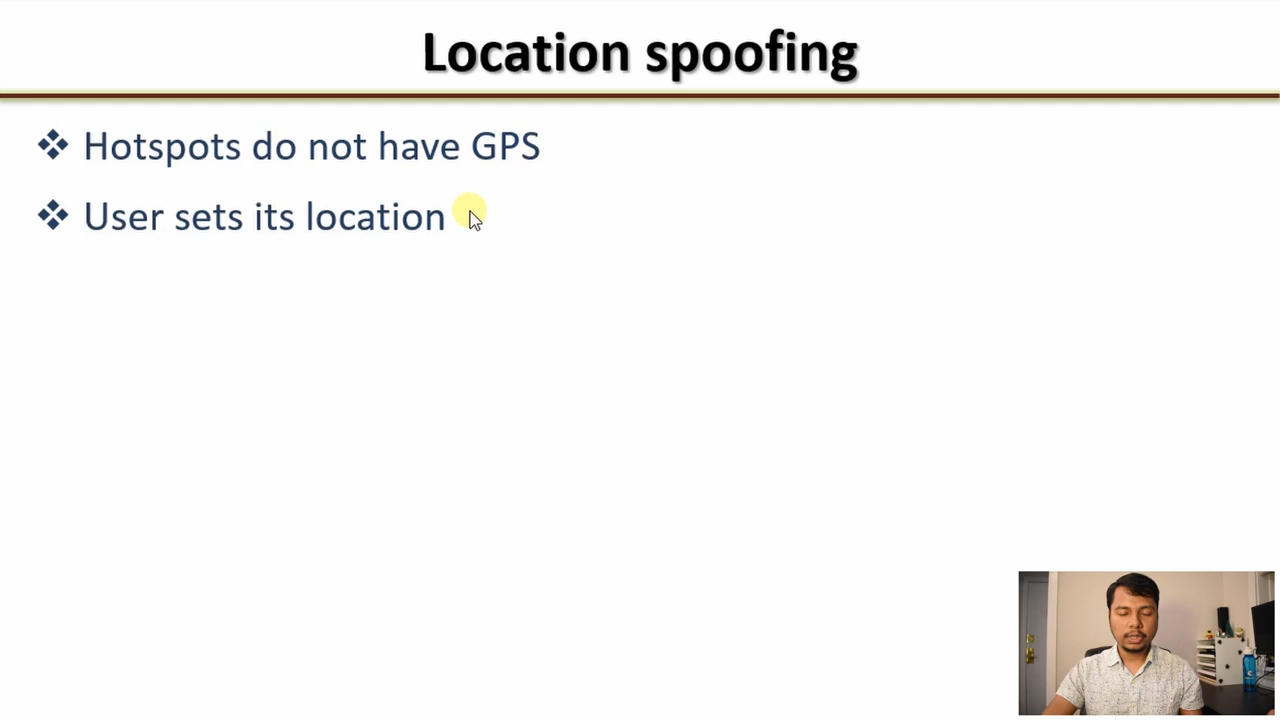 Location spoofing
Hotspots do not have GPS
User sets its location